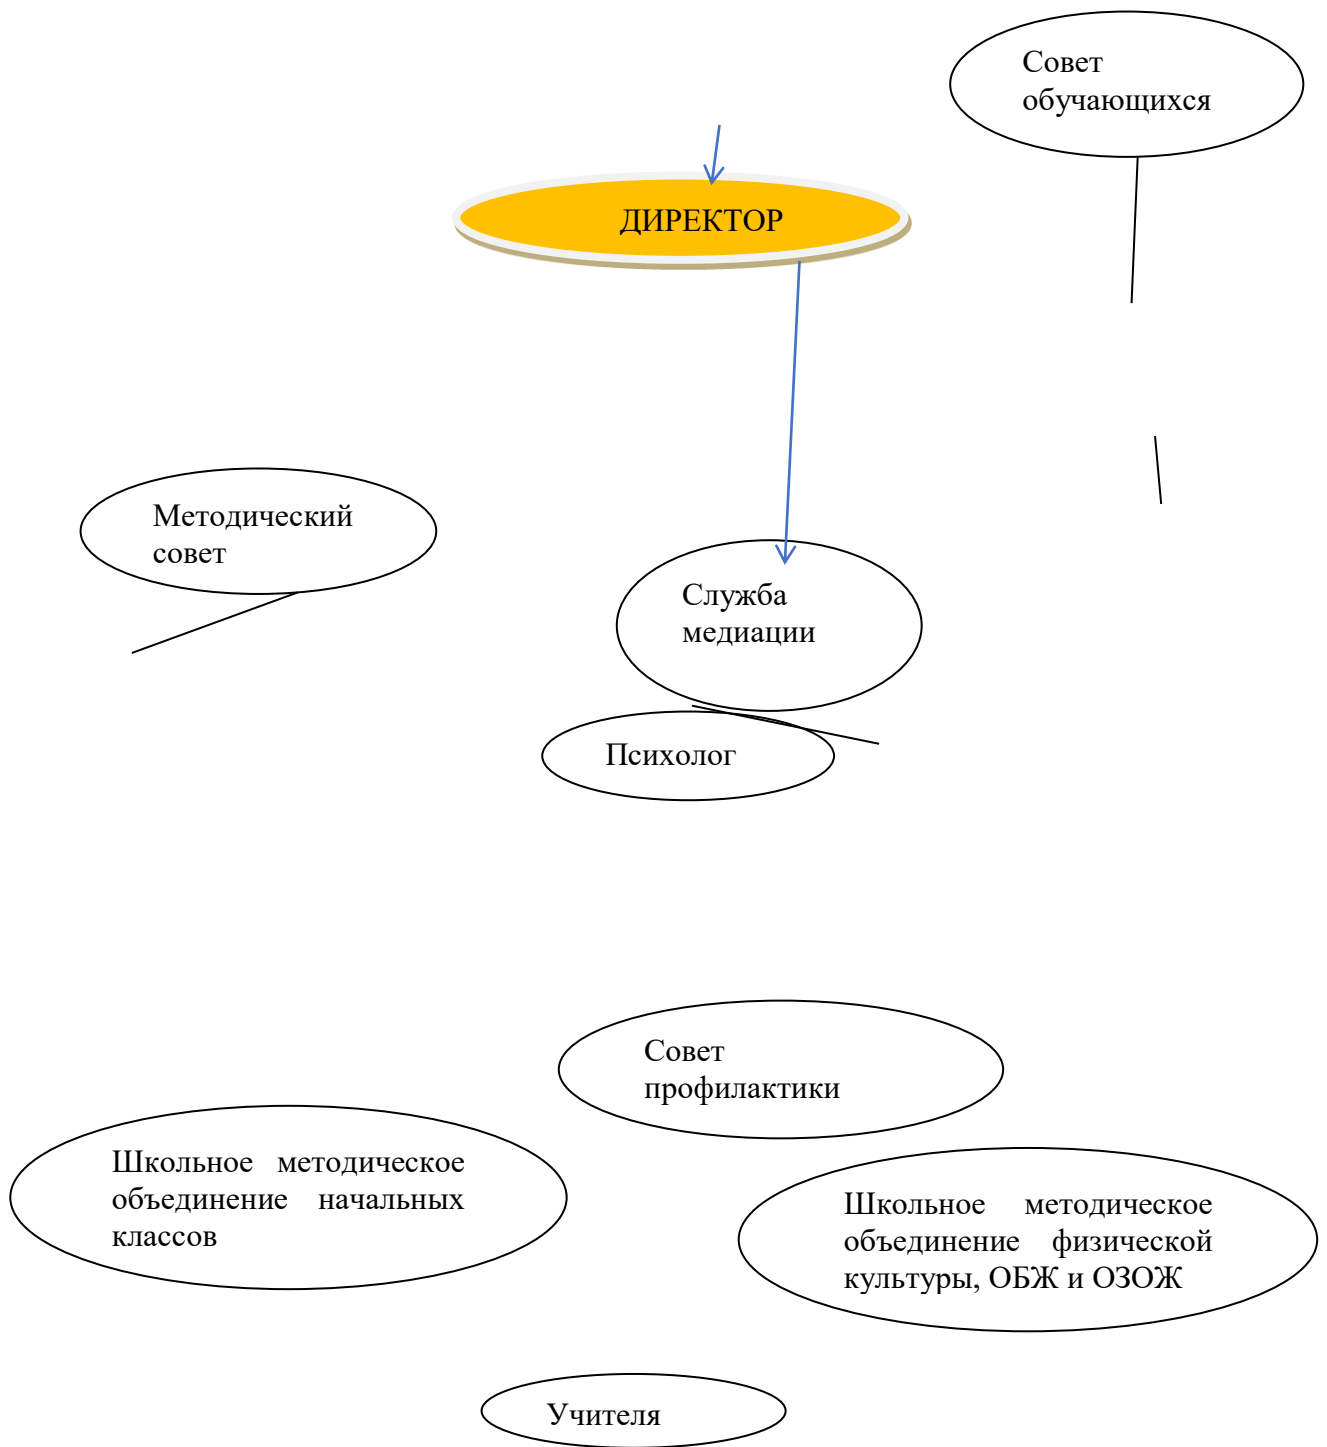 Совет
обучающихся
ДИРЕКТОР
Методический
совет
Служба
медиации
Психолог
Совет
профилактики
Школьное методическое
объединение начальных
классов
Школьное методическое
объединение физической
культуры, ОБЖ и ОЗОЖ
Учителя